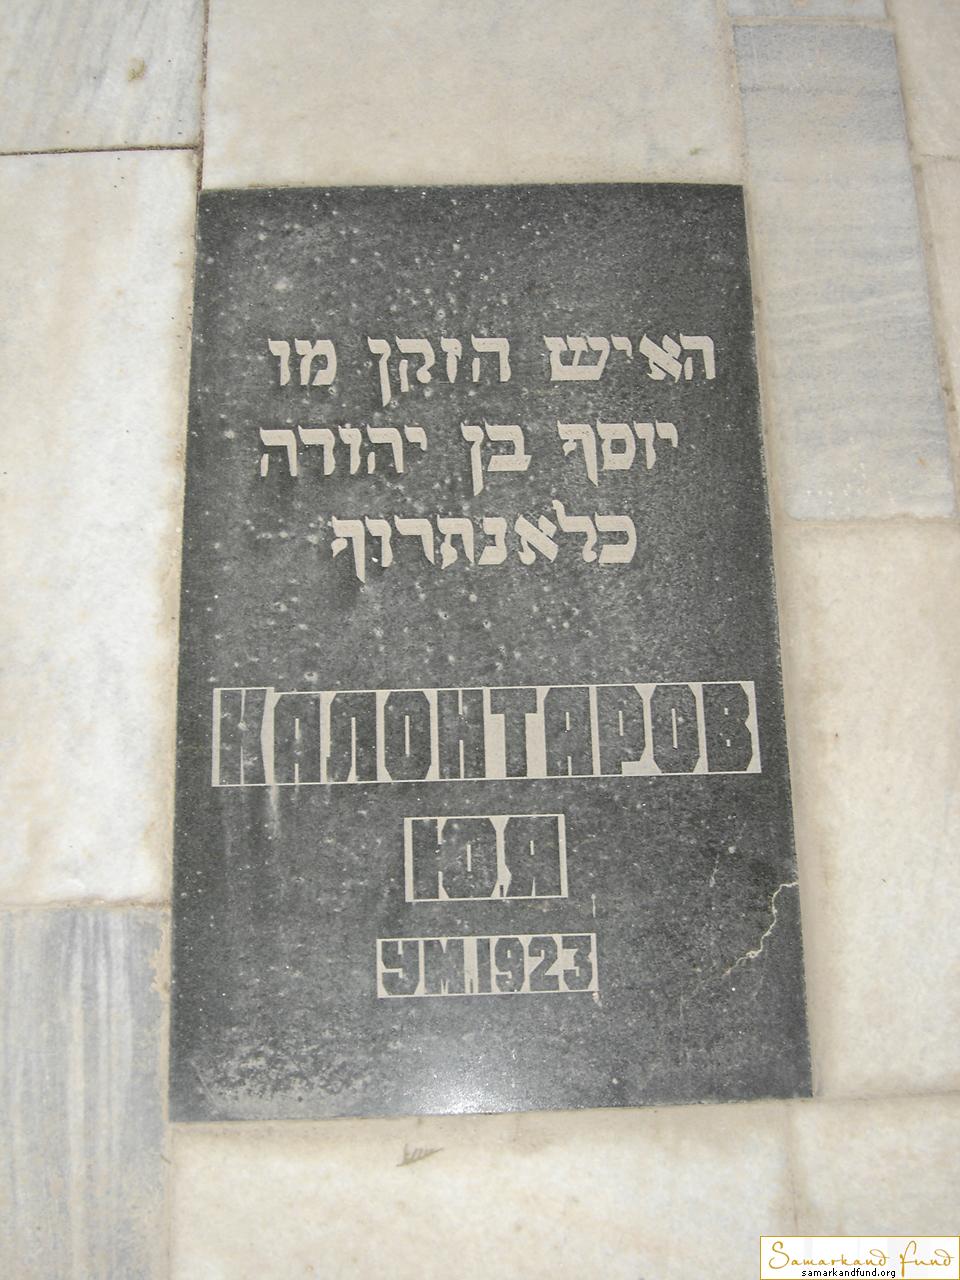 האיש הזקן מו
יוסף בן יהודה
כלאנתרוף
КАЛОНТАРОВ
Ю.Я
УМ.1923
Samarkand fund
samarkandfund.org